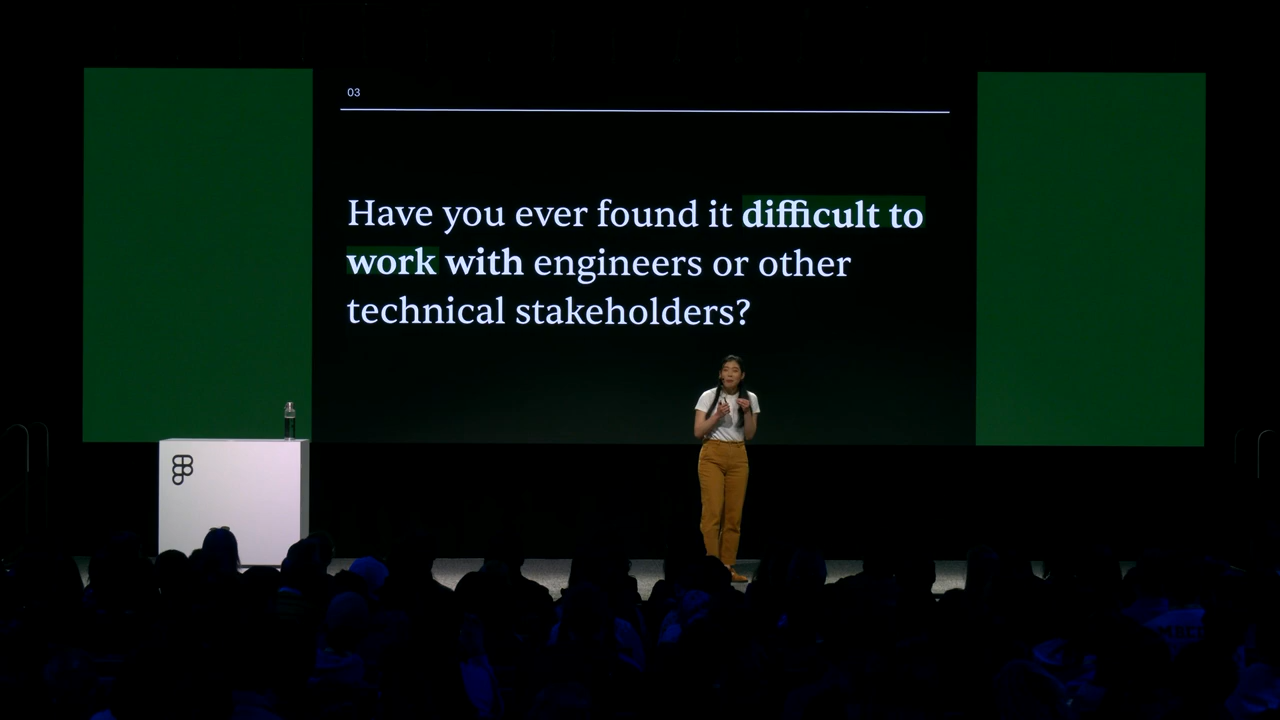 03
Have you ever found it difficult to
work with engineers or other
technical stakeholders?